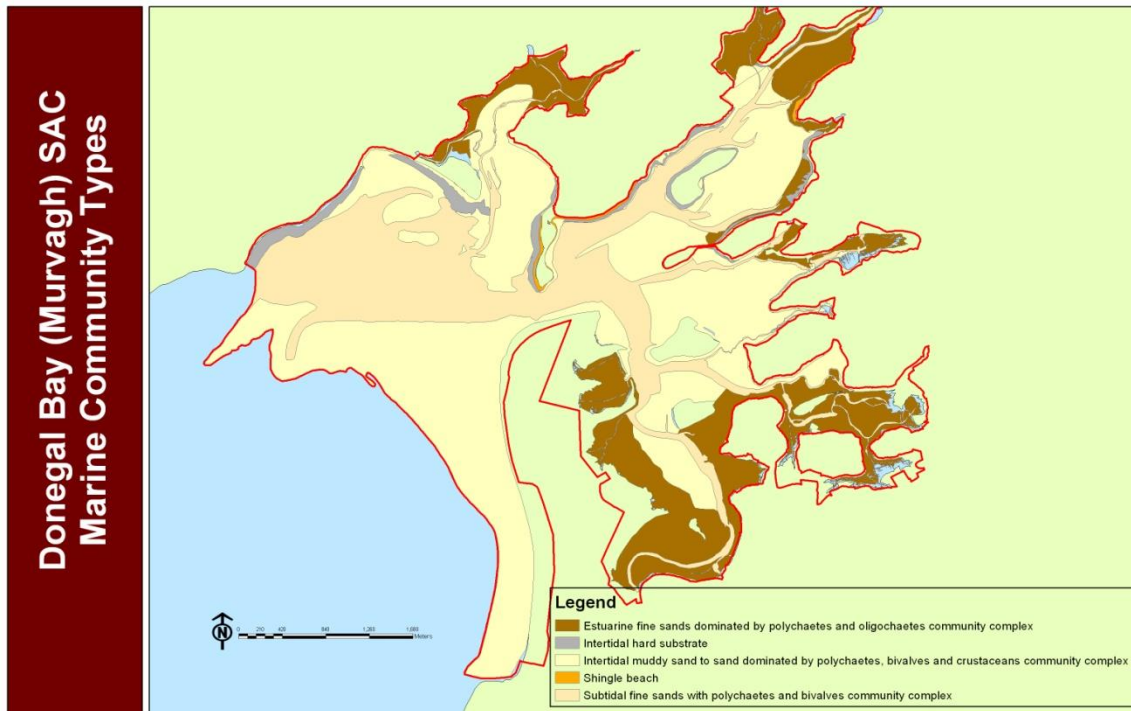 Donegal Bay (Murvagh) SAC
Marine Community Types
N
Meters
Legend
Estuarine fine sands dominated by polychaetes and oligochaetes community complex
Intertidal hard substrate
Intertidal muddy sand to sand dominated by polychaetes, bivalves and crustaceans community complex
Shingle beach
Subtidal fine sands with polychaetes and bivalves community complex